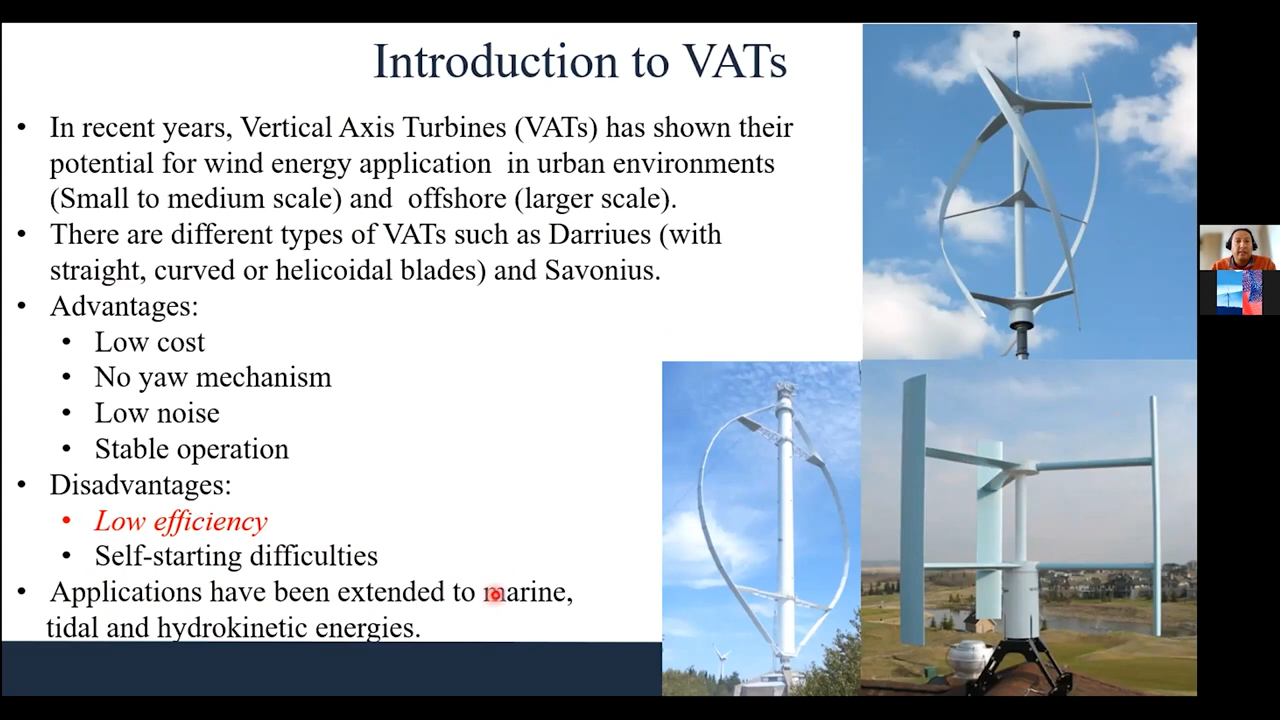 Introduction to VATs
• In recent years, Vertical Axis Turbines (VATs) has shown their
potential for wind energy application in urban environments
(Small to medium scale) and offshore (larger scale).
• There are different types of VATs such as Darriues (with
straight, curved or helicoidal blades) and Savonius.
• Advantages:
• Low cost
• No yaw mechanism
• Low noise
• Stable operation
• Disadvantages:
• Low efficiency
• Self-starting difficulties
• Applications have been extended to marine,
tidal and hydrokinetic energies.